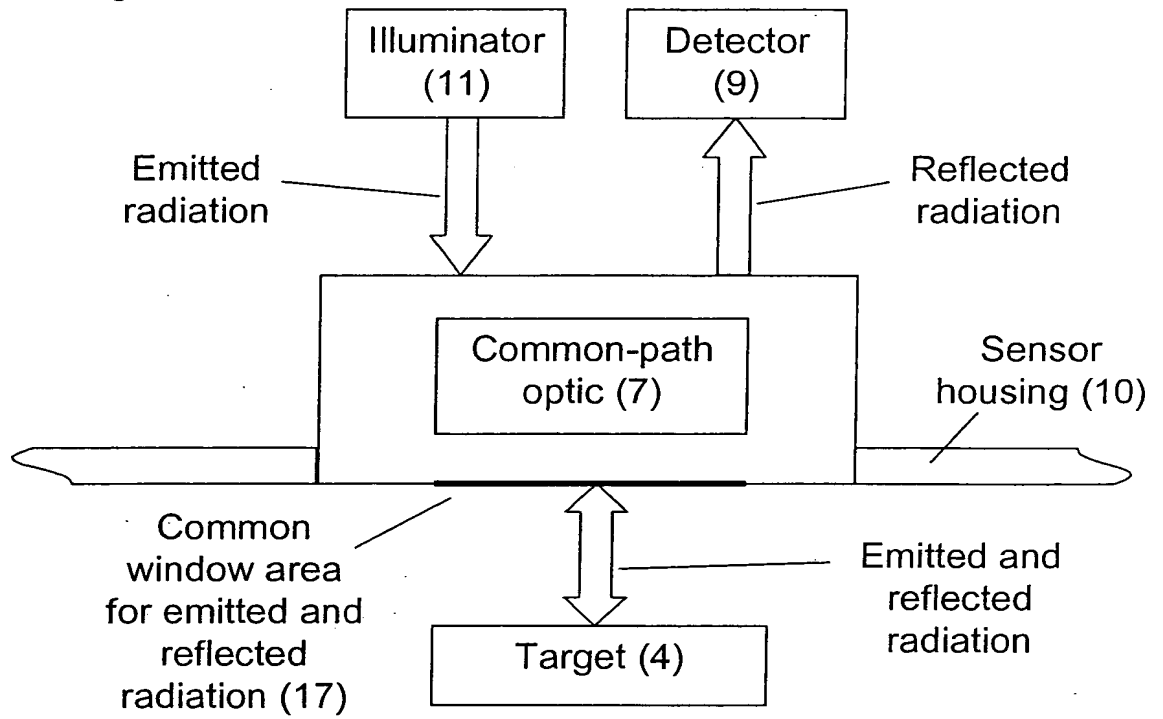 Illuminator
(11)
Detector
(9)
Emitted
radiation
Reflected
radiation
Common-path
optic (7)
Sensor
housing (10)
Common
window area
for emitted and
reflected
radiation (17)
Emitted and
reflected
radiation
Target (4)